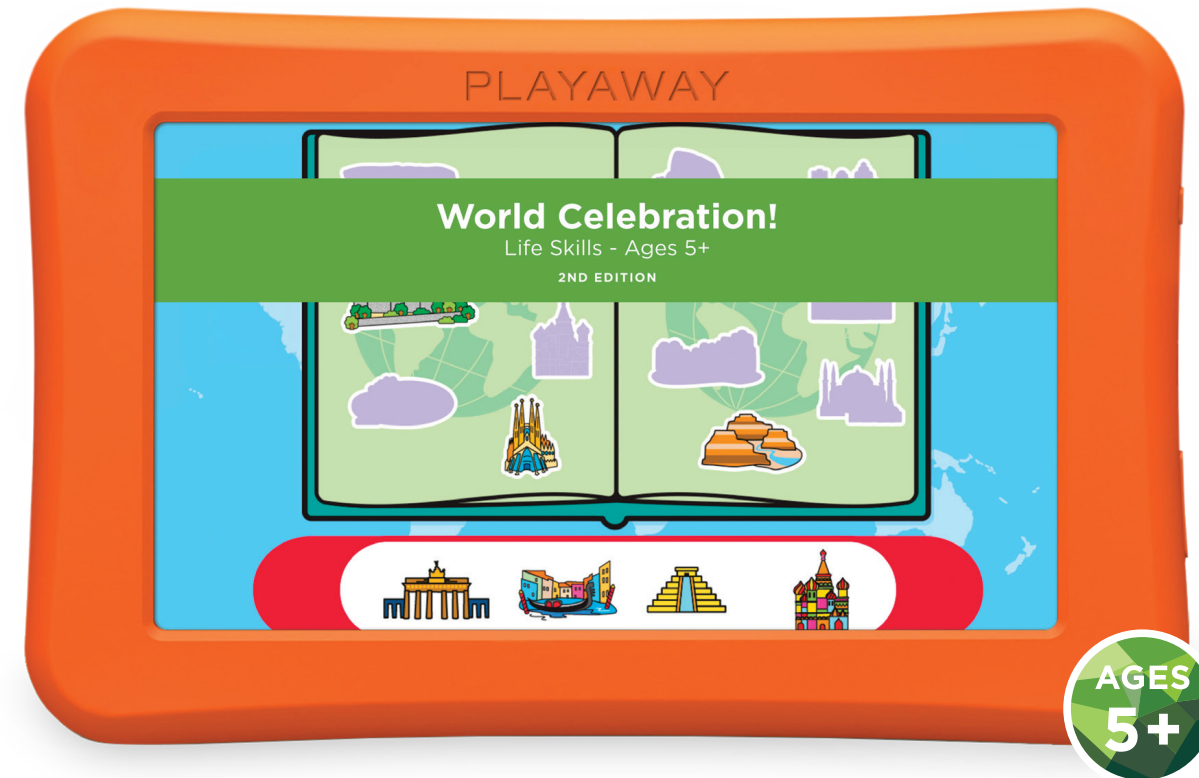 PLAYAWAY
World Celebration!
Life Skills - Ages 5+
2ND EDITION
AGES
5+